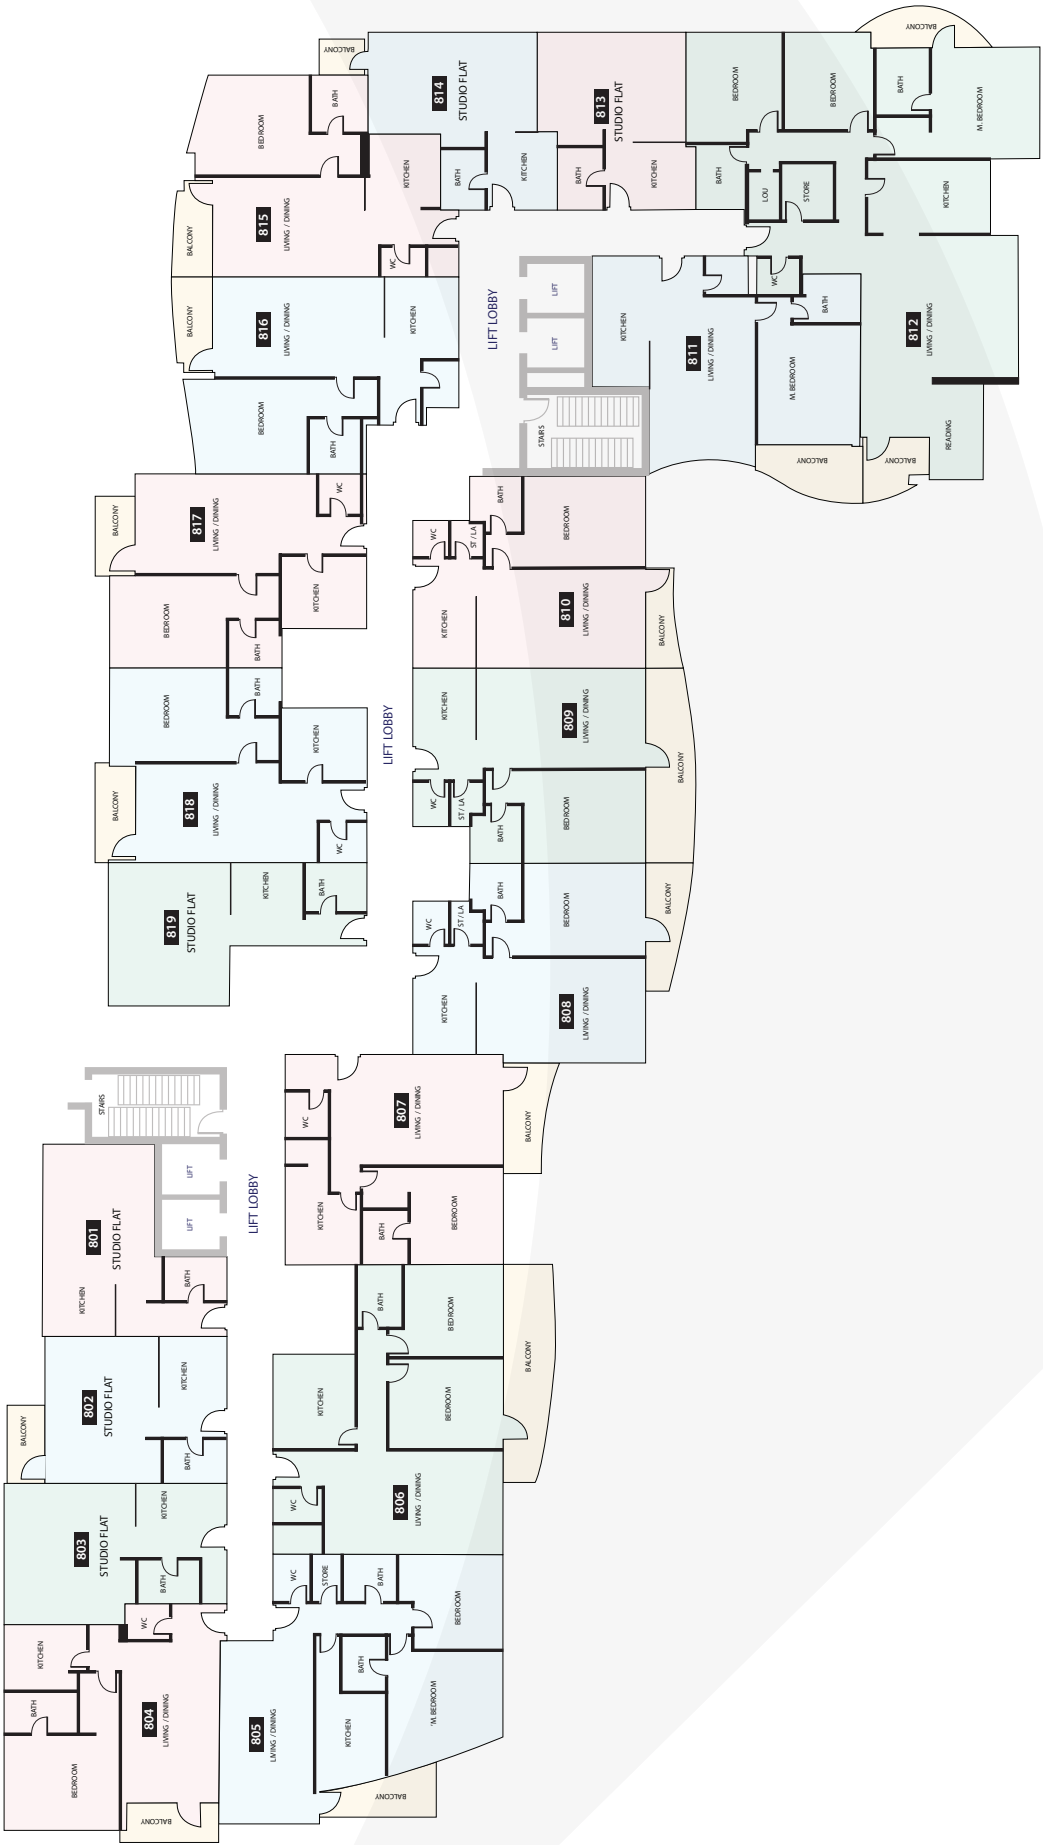 BALCONY
BALCONY
BATH
814
STUDIO FLAT
813
STUDIO FLAT
BEDROOM
BEDROOM
BATH
M. BEDROOM
BEDROOM
KITCHEN
BATH
KITCHEN
BATH
KITCHEN
BATH
LOU
STORE
KITCHEN
BALCONY
815
LIVING / DINING
WC
WC
LIFT LOBBY
LIFT
BALCONY
816
LIVING / DINING
KITCHEN
LIFT
KITCHEN
811
LIVING / DINING
BATH
M. BEDROOM
812
LIVING / DINING
BEDROOM
BATH
STAIRS
BALCONY
BALCONY
READING
BALCONY
817
LIVING / DINING
WC
BATH
BEDROOM
WC
ST / LA
BEDROOM
KITCHEN
BATH
KITCHEN
810
LIVING / DINING
BALCONY
BEDROOM
BATH
KITCHEN
LIFT LOBBY
KITCHEN
809
LIVING / DINING
BALCONY
BALCONY
818
LIVING / DINING
WC
WC
ST / LA
BATH
BEDROOM
819
STUDIO FLAT
KITCHEN
BATH
WC
ST / LA
BATH
BEDROOM
BALCONY
KITCHEN
808
LIVING / DINING
STAIRS
WC
807
LIVING / DINING
BALCONY
LIFT
LIFT
LIFT LOBBY
801
STUDIO FLAT
KITCHEN
BATH
KITCHEN
BATH
BEDROOM
BATH
BEDROOM
BALCONY
802
STUDIO FLAT
KITCHEN
BALCONY
BATH
KITCHEN
BEDROOM
803
STUDIO FLAT
KITCHEN
BATH
WC
806
LIVING / DINING
WC
STORE
BATH
BEDROOM
KITCHEN
WC
BATH
804
LIVING / DINING
BEDROOM
BALCONY
805
LIVING / DINING
BATH
KITCHEN
'M. BEDROOM
BALCONY